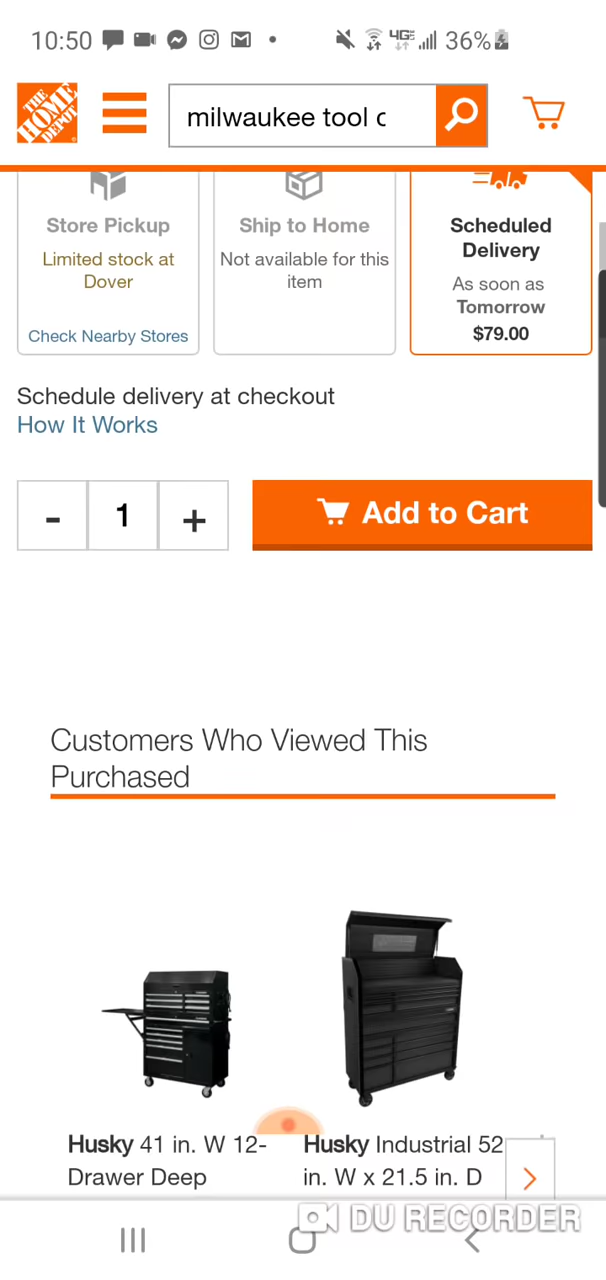 10:50 4GE 36%
THE HOME DEPOT
milwaukee tool c
Store Pickup
Limited stock at
Dover
Check Nearby Stores
Ship to Home
Not available for this
item
Scheduled
Delivery
As soon as
Tomorrow
$79.00
Schedule delivery at checkout
How It Works
- 1 +
Add to Cart
Customers Who Viewed This
Purchased
Husky 41 in. W 12-
Drawer Deep
Husky Industrial 52
in. W x 21.5 in. D
DU RECORDER